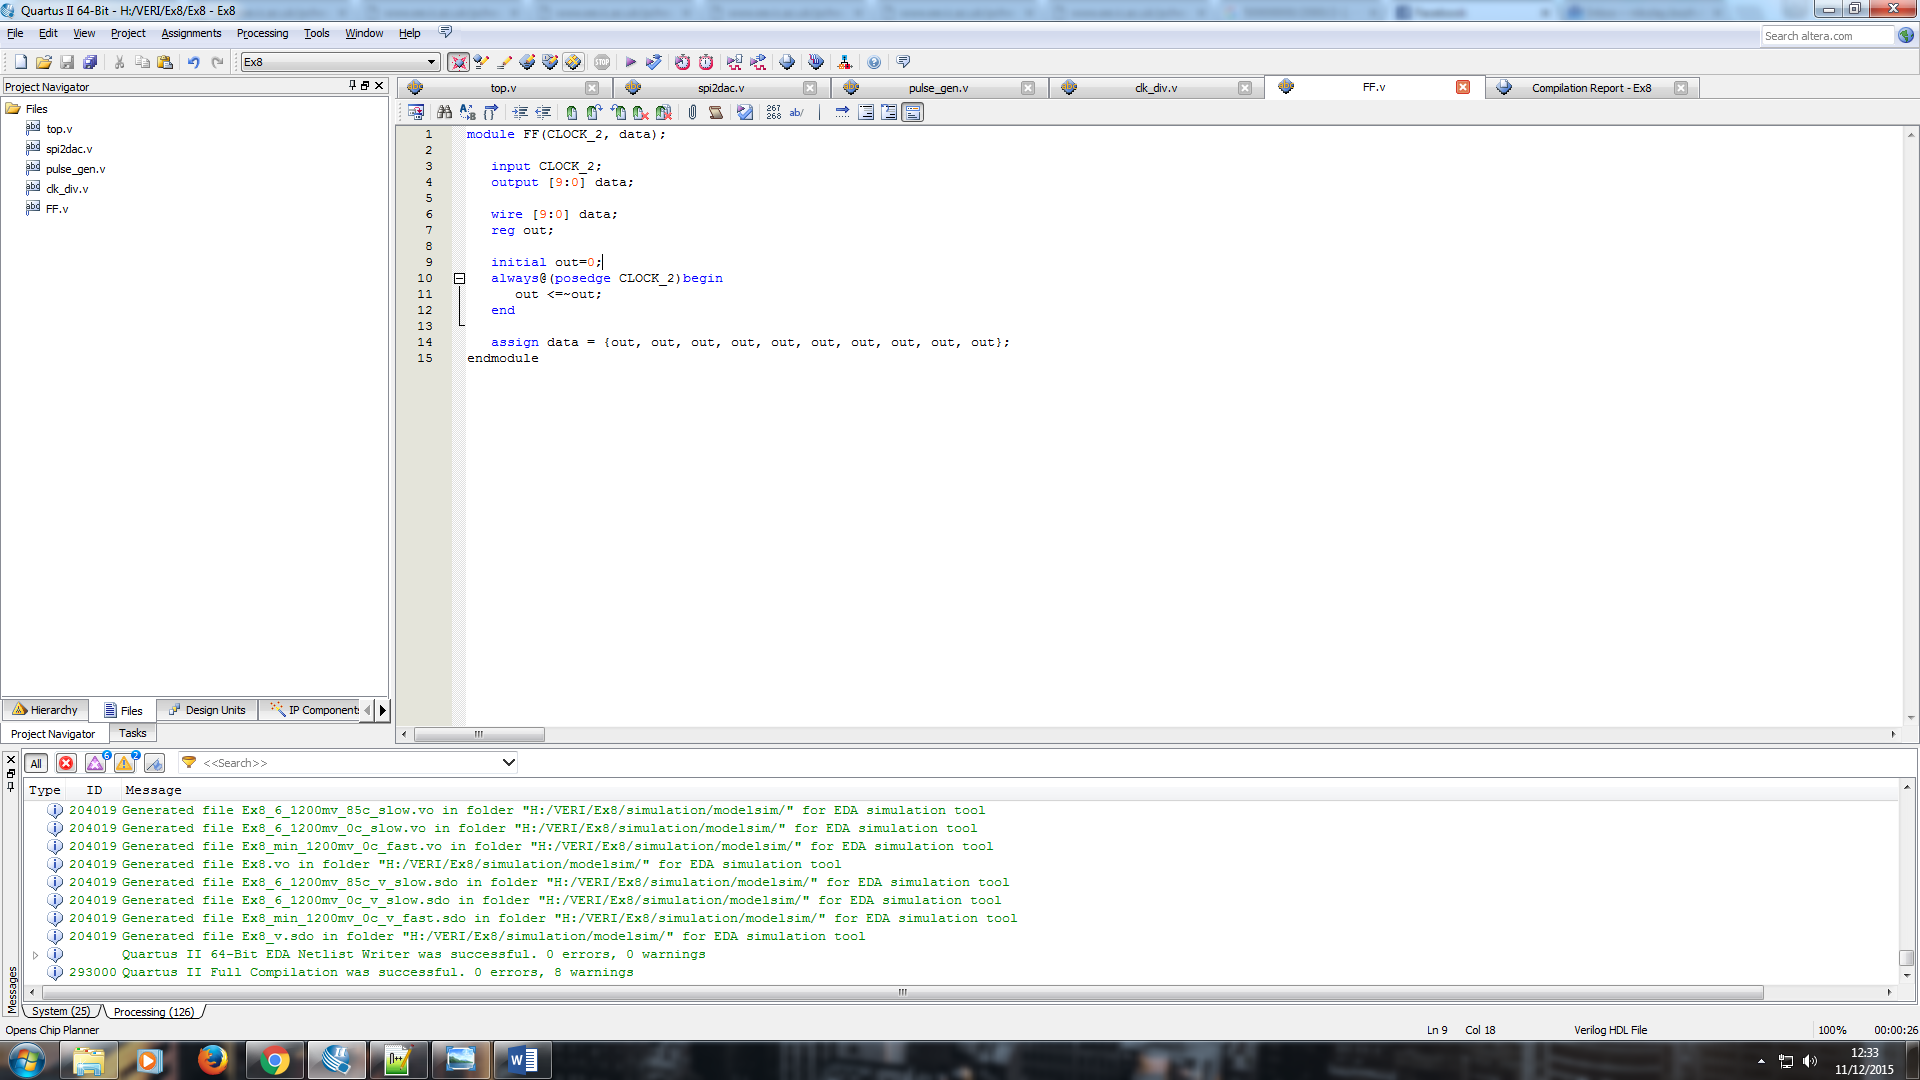 Quartus II 64-Bit - H:/VERI/Ex8/Ex8 - Ex8
File Edit View Project Assignments Processing Tools Window Help
Search altera.com
Ex8
Project Navigator
top.v spi2dac.v pulse_gen.v clk_div.v FF.v Compilation Report - Ex8
Files
top.v
spi2dac.v
pulse_gen.v
clk_div.v
FF.v
267
268
ab/
1 module FF(CLOCK_2, data);
2
3 input CLOCK_2;
4 output [9:0] data;
5
6 wire [9:0] data;
7 reg out;
8
9 initial out=0;
10 always@(posedge CLOCK_2)begin
11 out <=~out;
12 end
13
14 assign data = {out, out, out, out, out, out, out, out, out, out};
15 endmodule
Hierarchy Files Design Units IP Components
Project Navigator Tasks
All 6 2 <<Search>>
Type ID Message
204019 Generated file Ex8_6_1200mv_85c_slow.vo in folder "H:/VERI/Ex8/simulation/modelsim/" for EDA simulation tool
204019 Generated file Ex8_6_1200mv_0c_slow.vo in folder "H:/VERI/Ex8/simulation/modelsim/" for EDA simulation tool
204019 Generated file Ex8_min_1200mv_0c_fast.vo in folder "H:/VERI/Ex8/simulation/modelsim/" for EDA simulation tool
204019 Generated file Ex8.vo in folder "H:/VERI/Ex8/simulation/modelsim/" for EDA simulation tool
204019 Generated file Ex8_6_1200mv_85c_v_slow.sdo in folder "H:/VERI/Ex8/simulation/modelsim/" for EDA simulation tool
204019 Generated file Ex8_6_1200mv_0c_v_slow.sdo in folder "H:/VERI/Ex8/simulation/modelsim/" for EDA simulation tool
204019 Generated file Ex8_min_1200mv_0c_v_fast.sdo in folder "H:/VERI/Ex8/simulation/modelsim/" for EDA simulation tool
204019 Generated file Ex8_v.sdo in folder "H:/VERI/Ex8/simulation/modelsim/" for EDA simulation tool
Quartus II 64-Bit EDA Netlist Writer was successful. 0 errors, 0 warnings
293000 Quartus II Full Compilation was successful. 0 errors, 8 warnings
Messages
System (25) Processing (126)
Opens Chip Planner
Ln 9 Col 18 Verilog HDL File 100% 00:00:26
12:33
11/12/2015